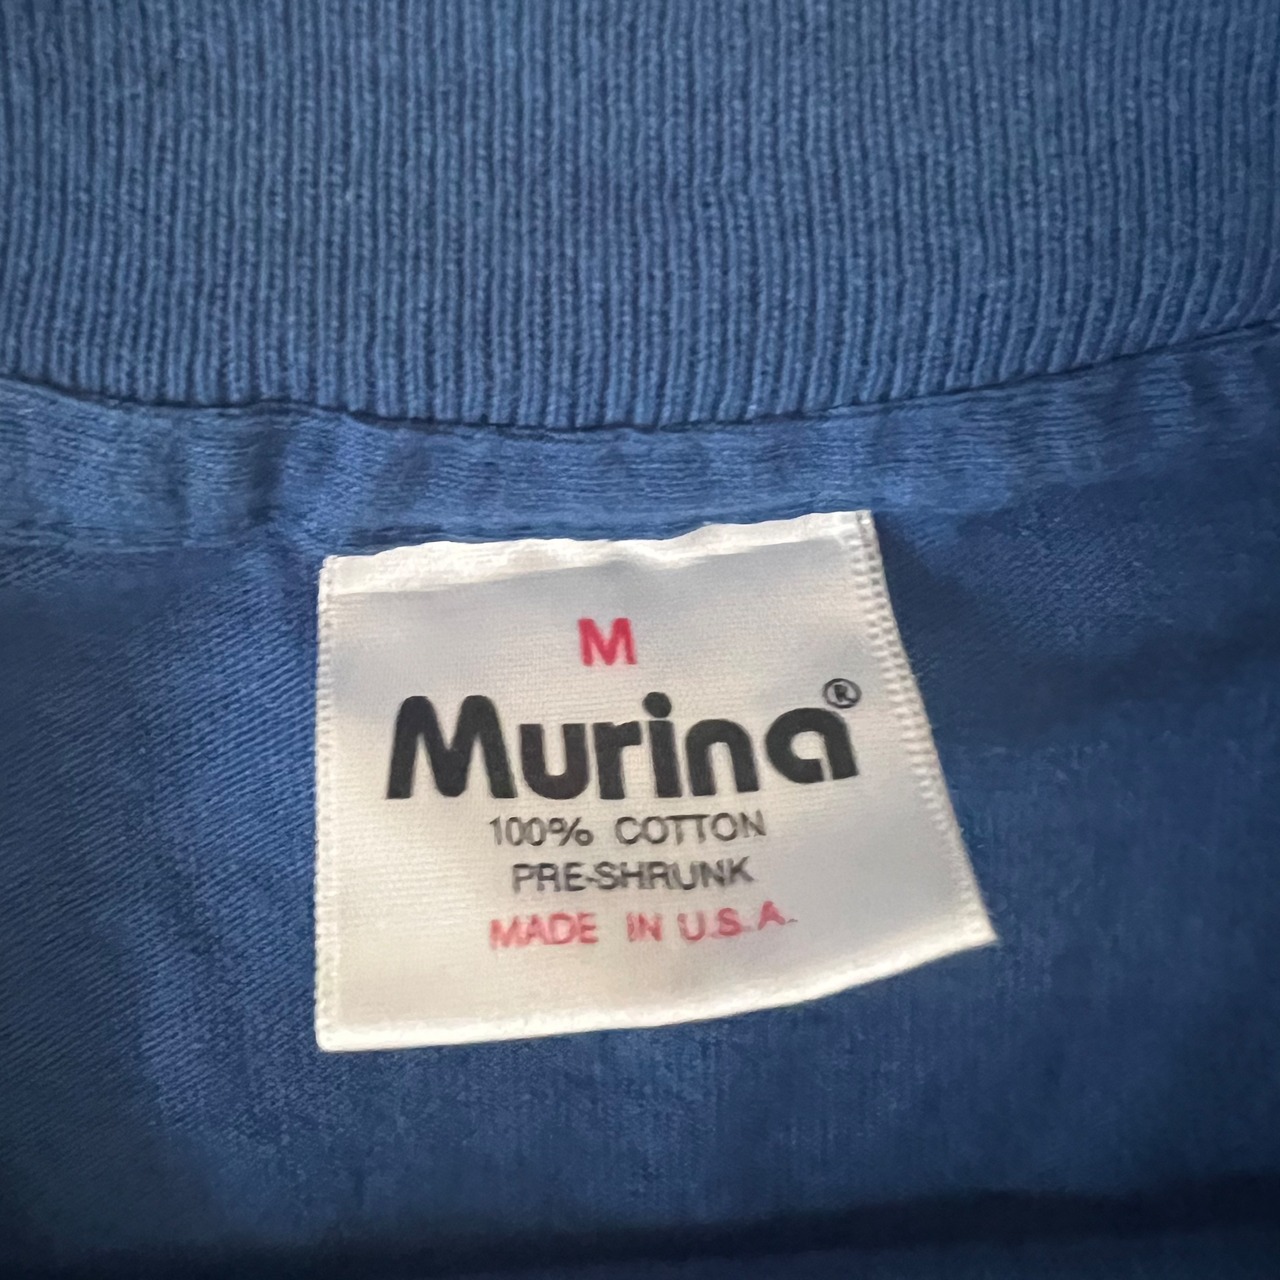 M
Murina®
100% COTTON
PRE-SHRUNK
MADE IN U.S.A.